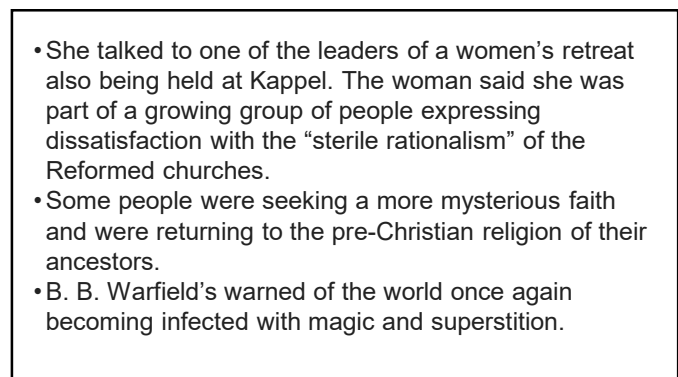 •She talked to one of the leaders of a women’s retreat
also being held at Kappel. The woman said she was
part of a growing group of people expressing
dissatisfaction with the “sterile rationalism” of the
Reformed churches.
•Some people were seeking a more mysterious faith
and were returning to the pre-Christian religion of their
ancestors.
•B. B. Warfield’s warned of the world once again
becoming infected with magic and superstition.